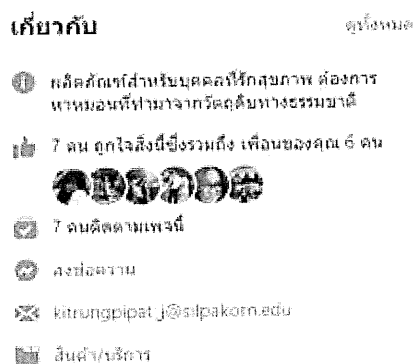 เกี่ยวกับ
ดูทั้งหมด
ผลิตภัณฑ์สำหรับบุคคลที่รักสุขภาพ ต้องการ
หาหมอนที่ทำมาจากวัตถุดิบทางธรรมชาติ
7 คน ถูกใจสิ่งนี้ซึ่งรวมถึง เพื่อนของคุณ 6 คน
7 คนติดตามเพจนี้
ส่งข้อความ
kitrungpipat_j@silpakorn.edu
สินค้า/บริการ